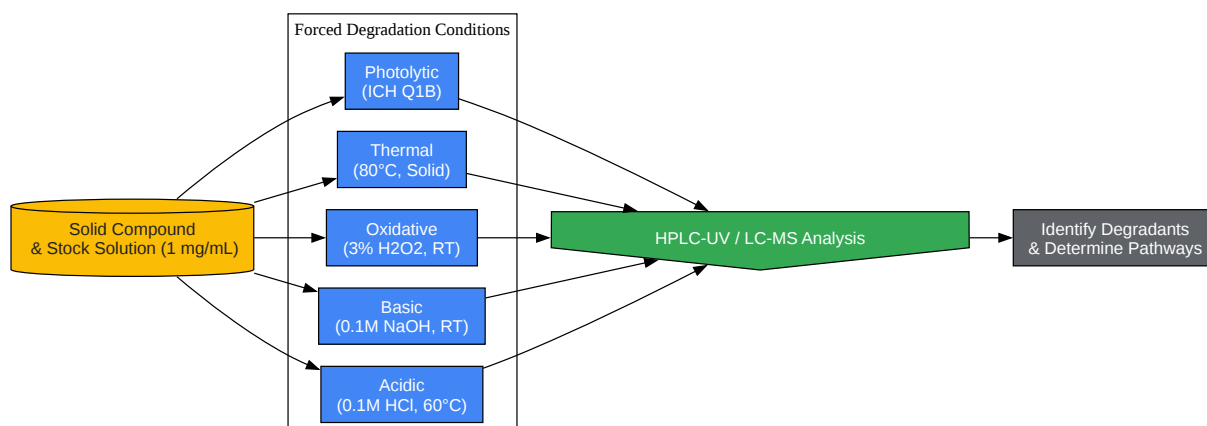 Forced Degradation Conditions
Photolytic
(ICH Q1B)
Thermal
(80°C, Solid)
Solid Compound
& Stock Solution (1 mg/mL)
Oxidative
(3% H2O2, RT)
HPLC-UV / LC-MS Analysis
Identify Degradants
& Determine Pathways
Basic
(0.1M NaOH, RT)
Acidic
(0.1M HCl, 60°C)